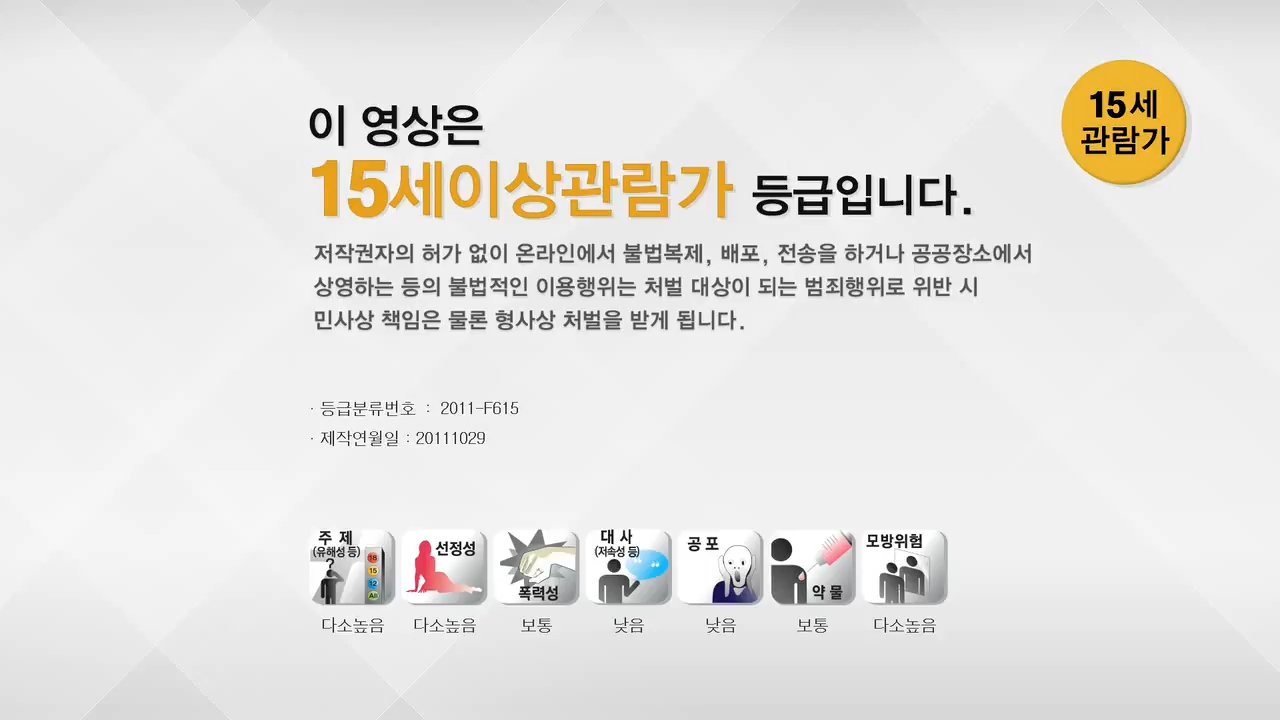 이 영상은
15세이상관람가 등급입니다.
15세
관람가
저작권자의 허가 없이 온라인에서 불법복제, 배포, 전송을 하거나 공공장소에서
상영하는 등의 불법적인 이용행위는 처벌 대상이 되는 범죄행위로 위반 시
민사상 책임은 물론 형사상 처벌을 받게 됩니다.
· 등급분류번호 : 2011-F615
· 제작연월일 : 20111029
주 제
(유해성 등)
?
18
15
12
All
선정성
폭력성
대 사
(저속성 등)
공 포
약 물
모방위험
다소높음 다소높음 보통 낮음 낮음 보통 다소높음